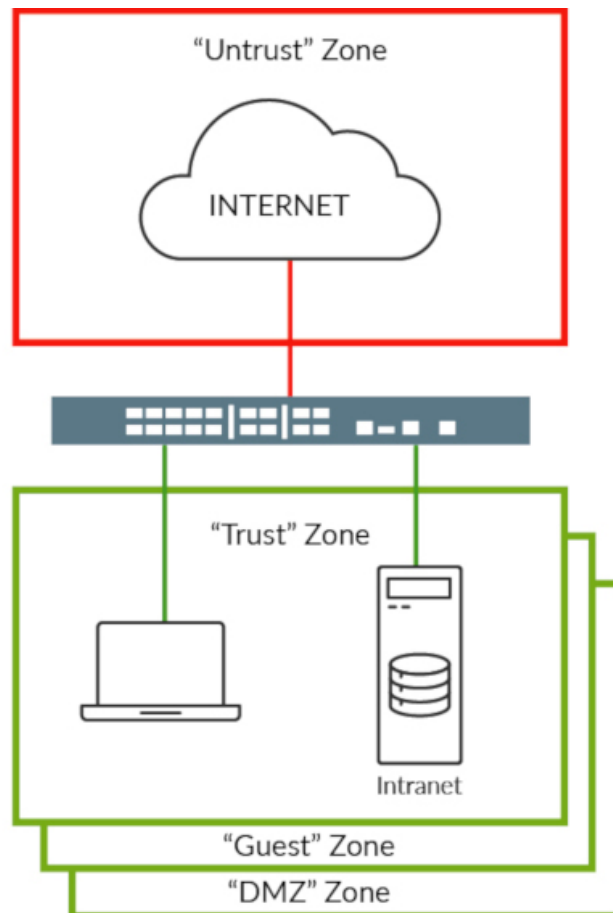 “Untrust” Zone
INTERNET
“Trust” Zone
Intranet
“Guest” Zone
“DMZ” Zone